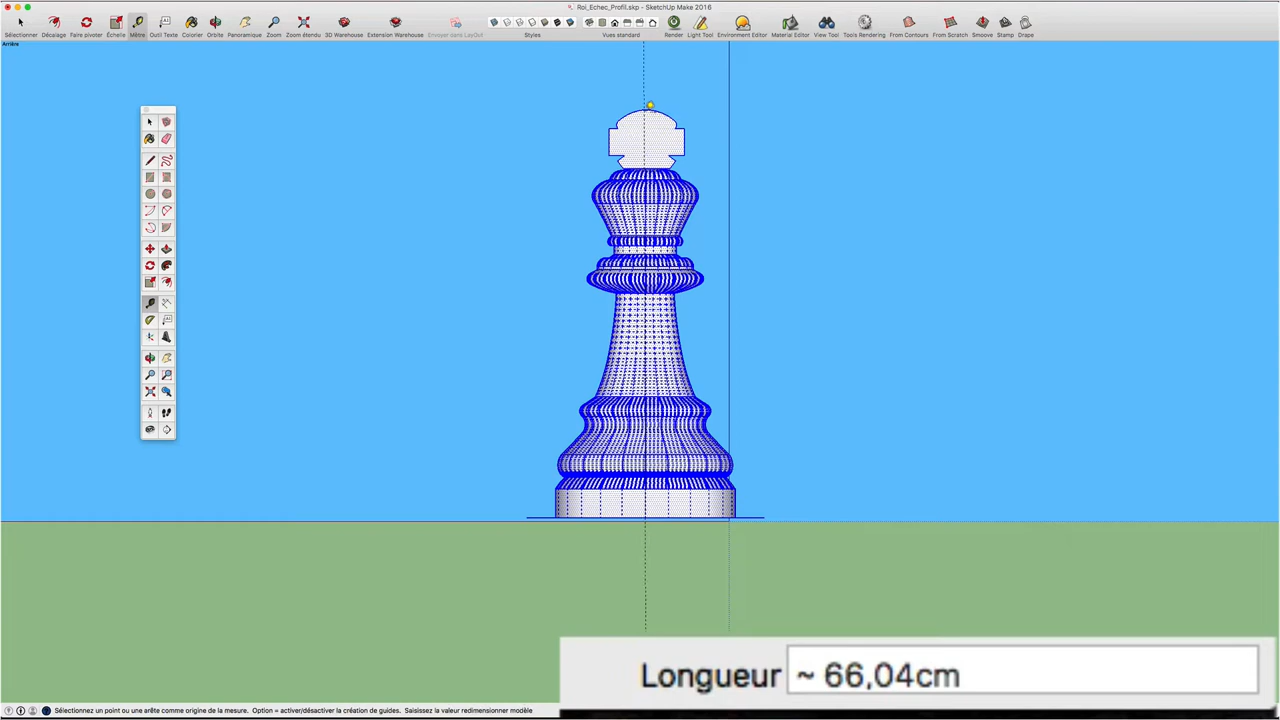 Roi_Echec_Profil.skp - SketchUp Make 2016
Sélectionner Décalage Faire pivoter Échelle Mètre Outil Texte Colorier Orbite Panoramique Zoom Zoom étendu 3D Warehouse Extension Warehouse Envoyer dans LayOut Styles Vues standard Render Light Tool Environment Editor Material Editor View Tool Tools Rendering From Contours From Scratch Smoove Stamp Drape
Arrière
Longueur ~ 66,04cm
Sélectionnez un point ou une arête comme origine de la mesure. Option = activer/désactiver la création de guides. Saisissez la valeur redimensionner modèle